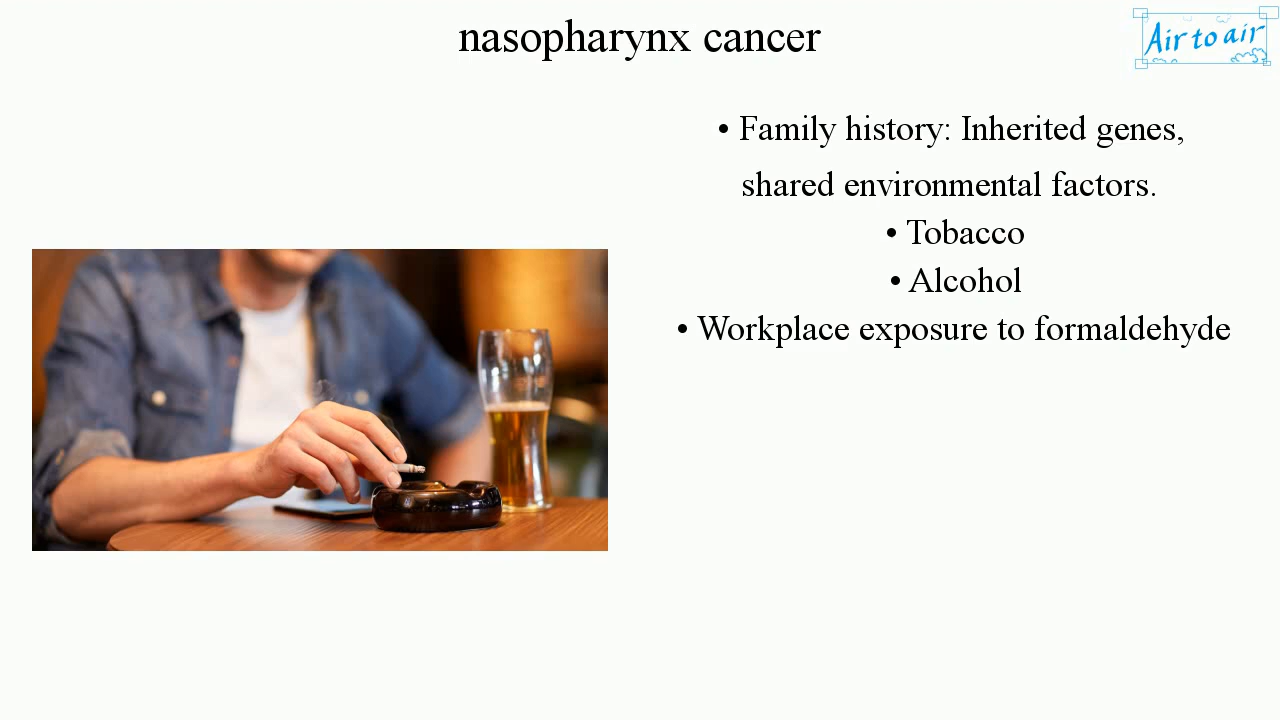 nasopharynx cancer
Air to air
• Family history: Inherited genes,
shared environmental factors.
• Tobacco
• Alcohol
• Workplace exposure to formaldehyde